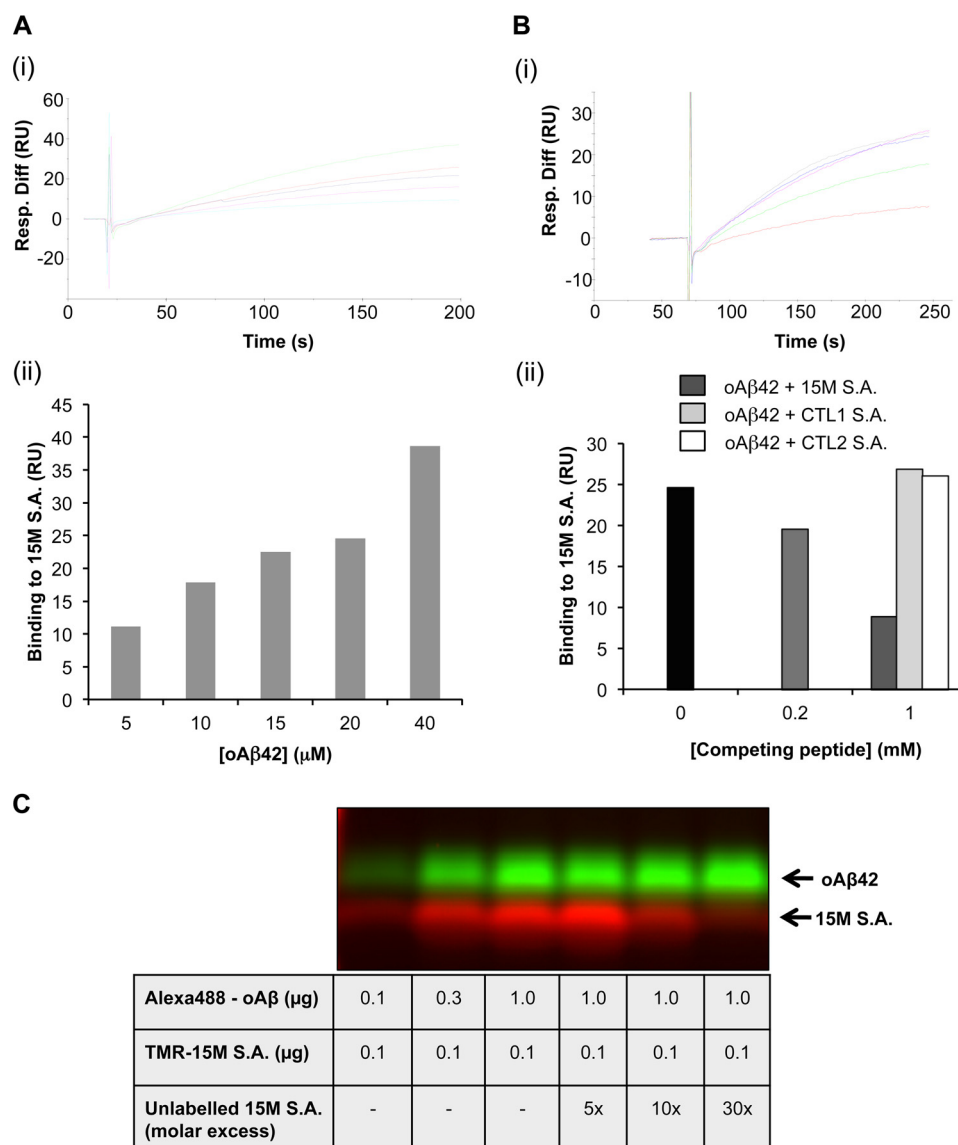 A
(i)
Resp. Diff (RU)
60
40
20
0
-20
0 50 100 150 200
Time (s)
(ii)
Binding to 15M S.A. (RU)
45
40
35
30
25
20
15
10
5
0
5 10 15 20 40
[oAβ42] (μM)
B
(i)
Resp. Diff (RU)
30
20
10
0
-10
0 50 100 150 200 250
Time (s)
(ii)
oAβ42 + 15M S.A.
oAβ42 + CTL1 S.A.
oAβ42 + CTL2 S.A.
Binding to 15M S.A. (RU)
30
25
20
15
10
5
0
0 0.2 1
[Competing peptide] (mM)
C
oAβ42
15M S.A.
Alexa488 - oAβ (μg) 0.1 0.3 1.0 1.0 1.0 1.0
TMR-15M S.A. (μg) 0.1 0.1 0.1 0.1 0.1 0.1
Unlabelled 15M S.A. - - - 5x 10x 30x
(molar excess)